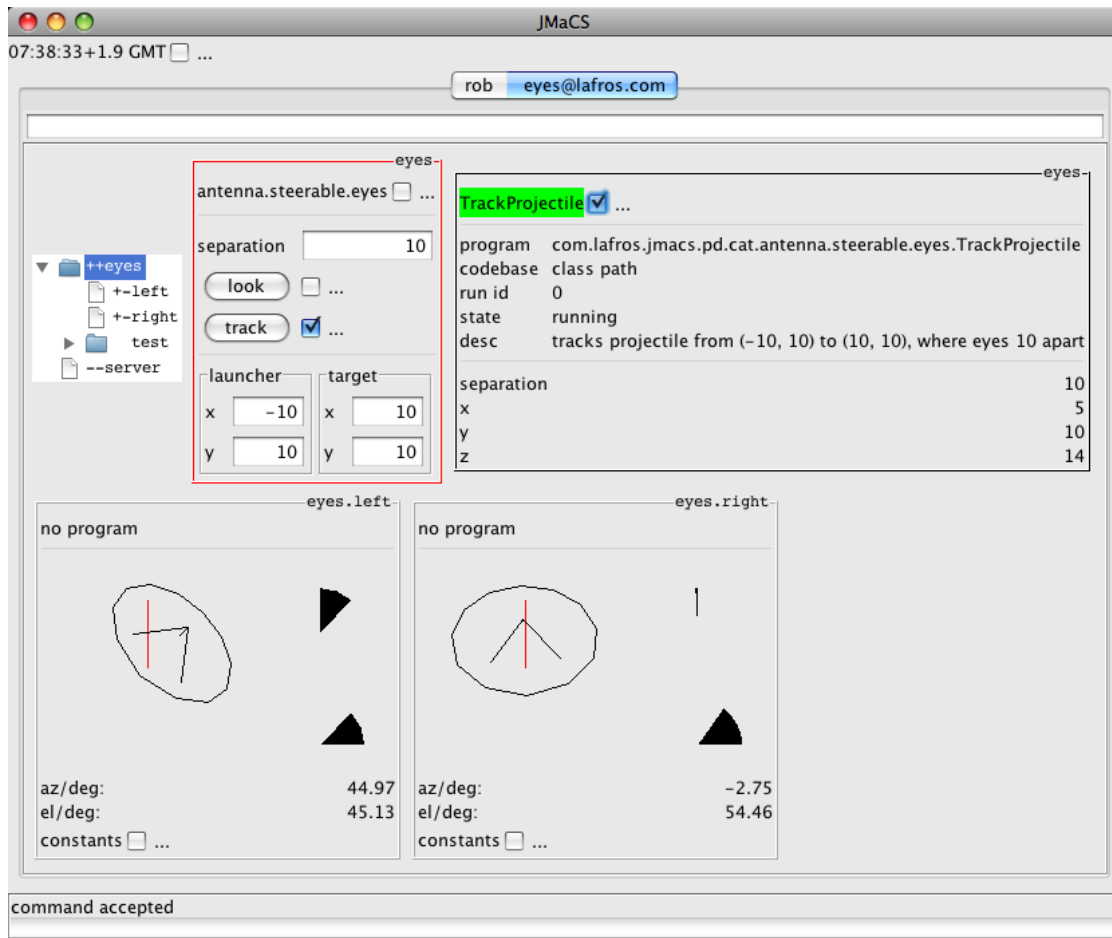 JMaCS
07:38:33+1.9 GMT ...
rob eyes@lafros.com
eyes
antenna.steerable.eyes ...
separation 10
look ...
track ...
launcher target
x -10 x 10
y 10 y 10
++eyes
+-left
+-right
test
--server
eyes
TrackProjectile ...
program com.lafros.jmacs.pd.cat.antenna.steerable.eyes.TrackProjectile
codebase class path
run id 0
state running
desc tracks projectile from (-10, 10) to (10, 10), where eyes 10 apart
separation 10
x 5
y 10
z 14
eyes.left
no program
az/deg: 44.97
el/deg: 45.13
constants ...
eyes.right
no program
az/deg: -2.75
el/deg: 54.46
constants ...
command accepted